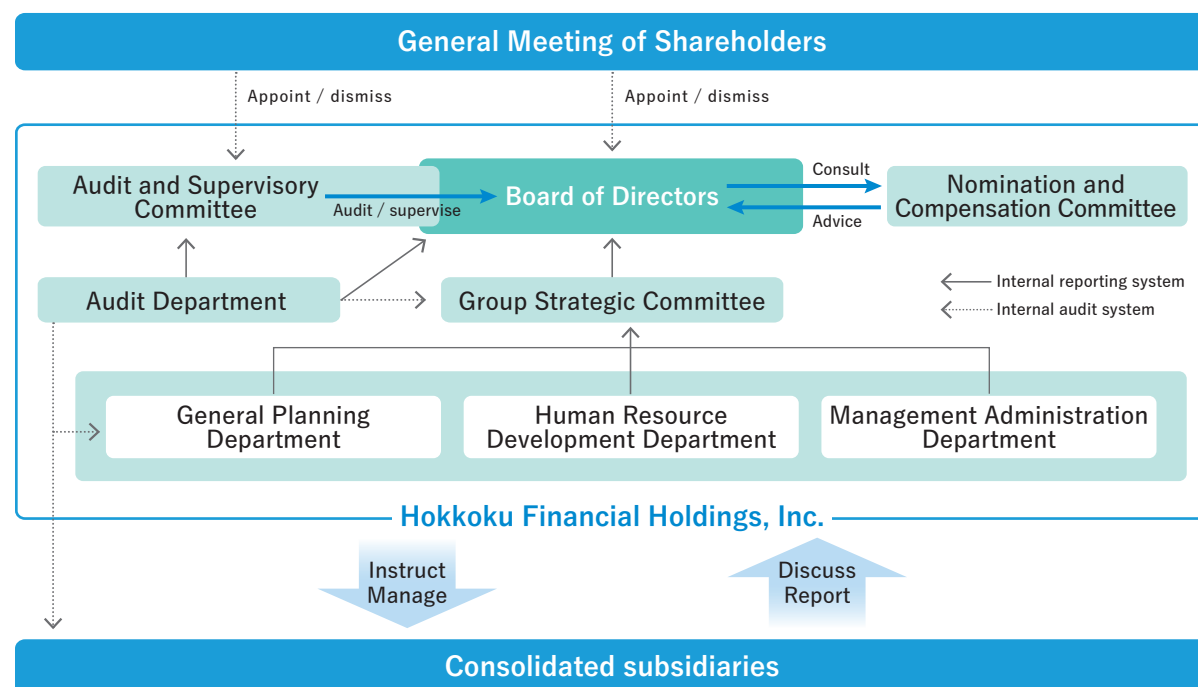 General Meeting of Shareholders
Appoint / dismiss
Appoint / dismiss
Audit and Supervisory
Committee
Audit / supervise
Board of Directors
Consult
Advice
Nomination and
Compensation Committee
Audit Department
Group Strategic Committee
Internal reporting system
Internal audit system
General Planning
Department
Human Resource
Development Department
Management Administration
Department
Hokkoku Financial Holdings, Inc.
Instruct
Manage
Discuss
Report
Consolidated subsidiaries